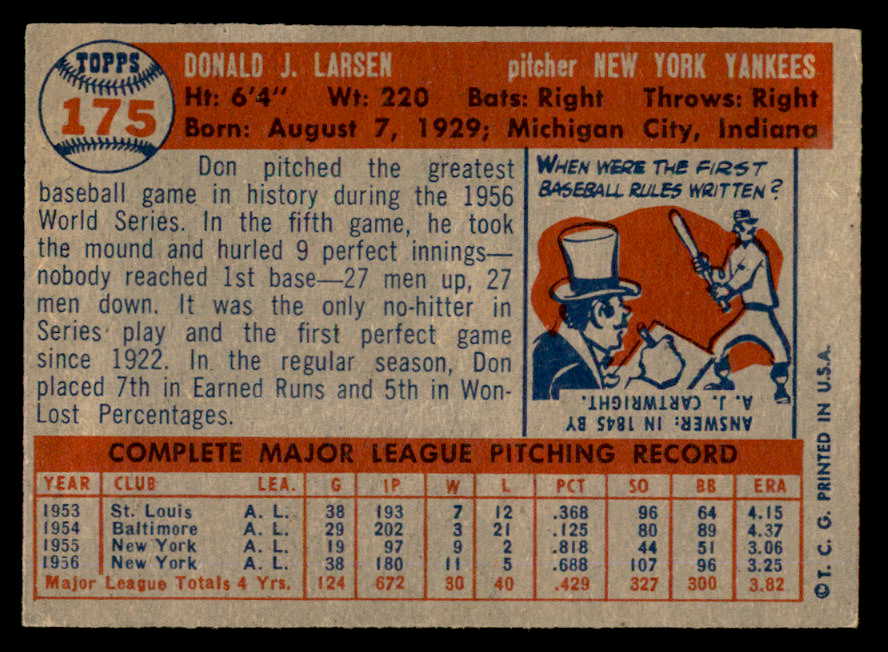 TOPPS
175
DONALD J. LARSEN pitcher NEW YORK YANKEES
Ht: 6'4" Wt: 220 Bats: Right Throws: Right
Born: August 7, 1929; Michigan City, Indiana
Don pitched the greatest
baseball game in history during the 1956
World Series. In the fifth game, he took
the mound and hurled 9 perfect innings—
nobody reached 1st base—27 men up, 27
men down. It was the only no-hitter in
Series play and the first perfect game
since 1922. In the regular season, Don
placed 7th in Earned Runs and 5th in Won-
Lost Percentages.
WHEN WERE THE FIRST
BASEBALL RULES WRITTEN?
ANSWER: IN 1845 BY
A. J. CARTWRIGHT.
COMPLETE MAJOR LEAGUE PITCHING RECORD
YEAR CLUB LEA. G IP W L PCT SO BB ERA
1953 St. Louis A. L. 38 193 7 12 .368 96 64 4.15
1954 Baltimore A. L. 29 202 3 21 .125 80 89 4.37
1955 New York A. L. 19 97 9 2 .818 44 51 3.06
1956 New York A. L. 38 180 11 5 .688 107 96 3.25
Major League Totals 4 Yrs. 124 672 30 40 .429 327 300 3.82
© T. C. G. PRINTED IN U.S.A.